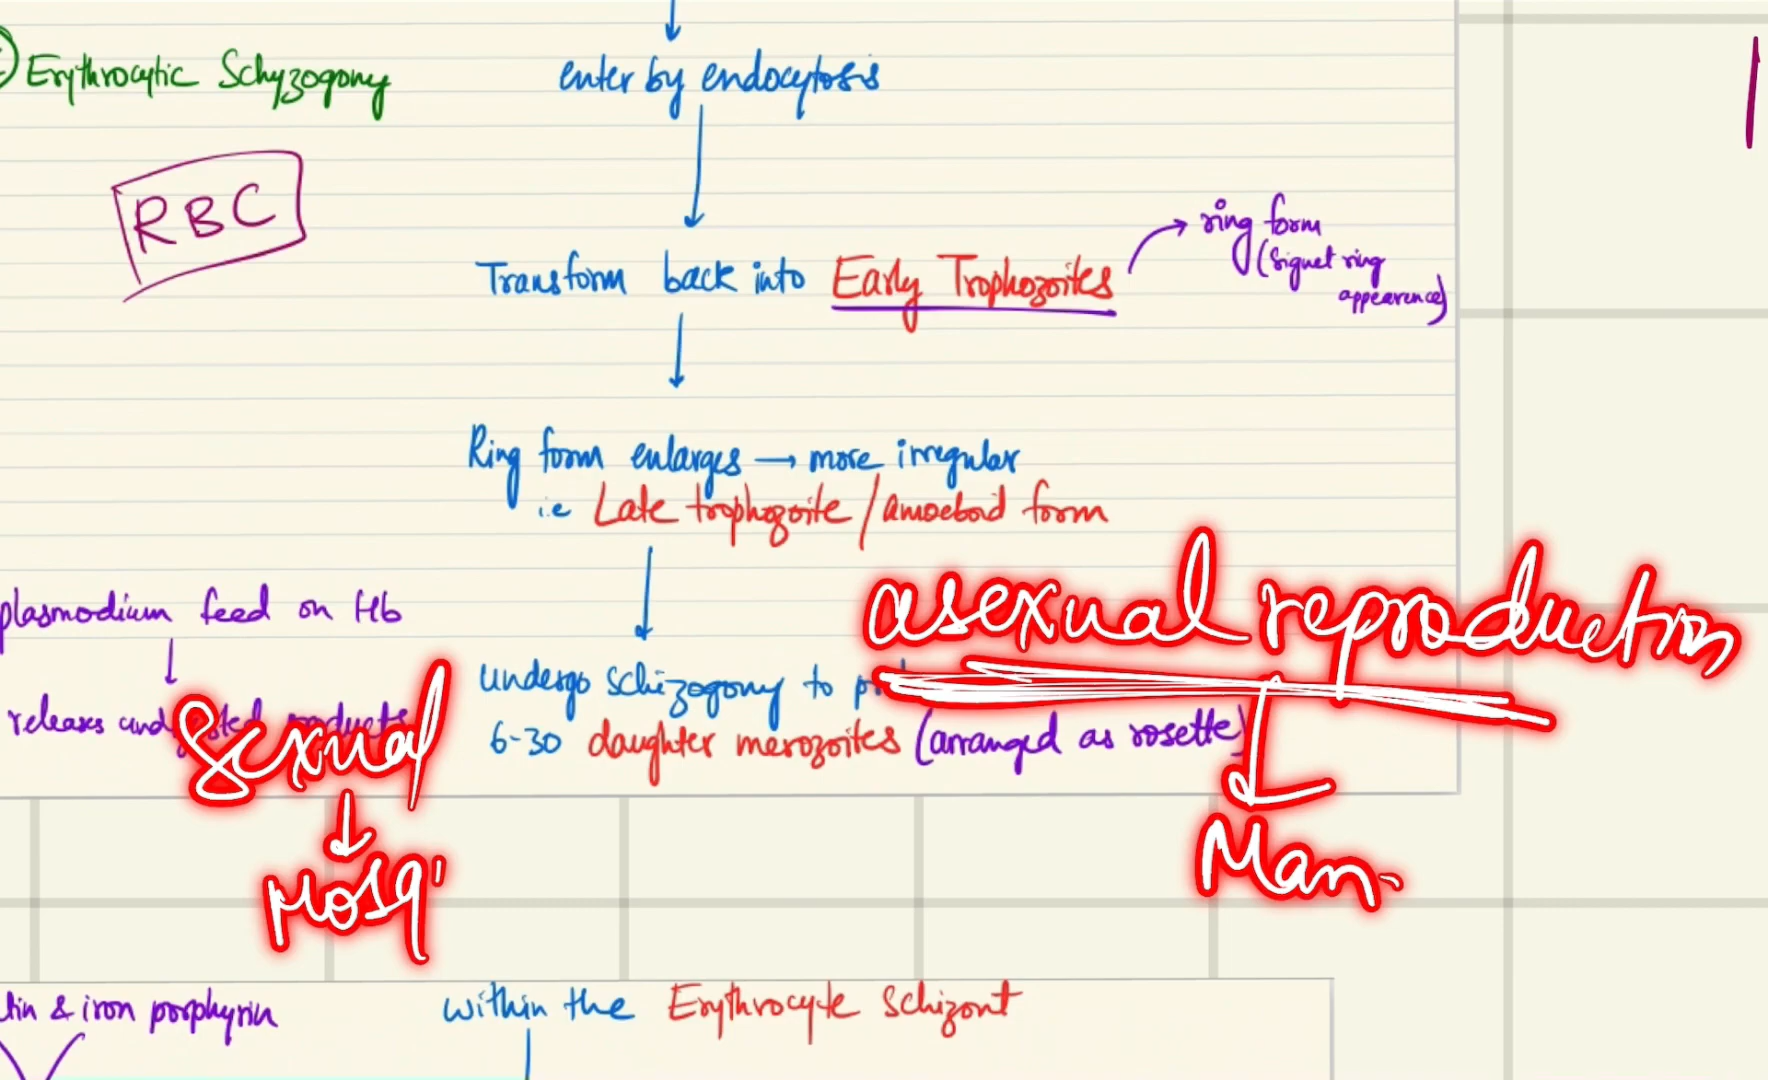 Erythrocytic Schyzogony
enter by endocytosis
RBC
ring form
(signet ring
appearence)
Transform back into Early Trophozoites
Ring form enlarges → more irregular
i.e Late trophozoite / amoeboid form
asexual reproduction
plasmodium feed on Hb
undergo schizogony to
releases products
Sexual
6-30 daughter merozoites (arranged as rosette)
Man
Mosq'
& iron porphyrin
within the Erythrocyte Schizont